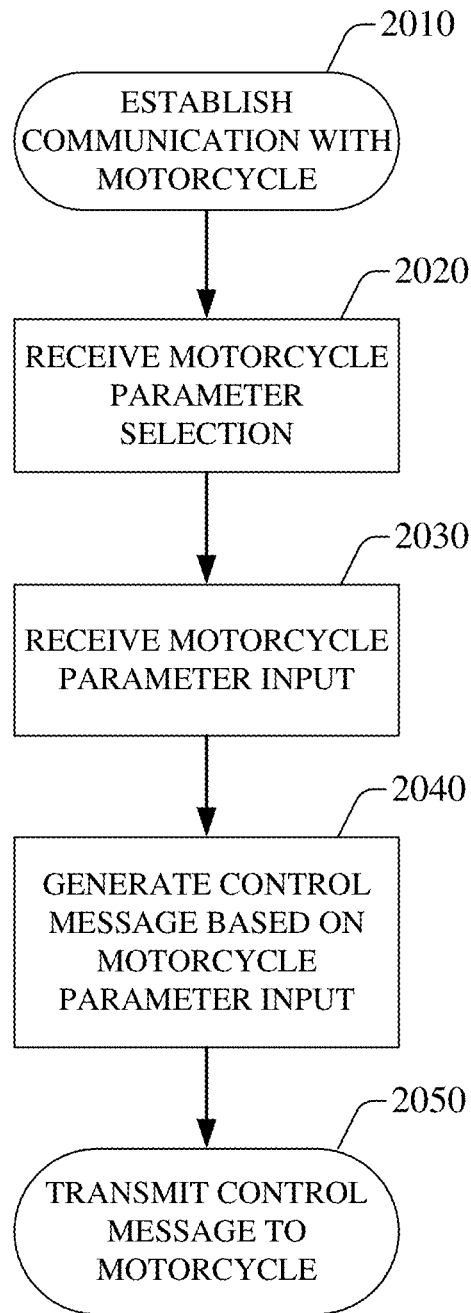 2010
ESTABLISH
COMMUNICATION WITH
MOTORCYCLE
2020
RECEIVE MOTORCYCLE
PARAMETER
SELECTION
2030
RECEIVE MOTORCYCLE
PARAMETER INPUT
2040
GENERATE CONTROL
MESSAGE BASED ON
MOTORCYCLE
PARAMETER INPUT
2050
TRANSMIT CONTROL
MESSAGE TO
MOTORCYCLE